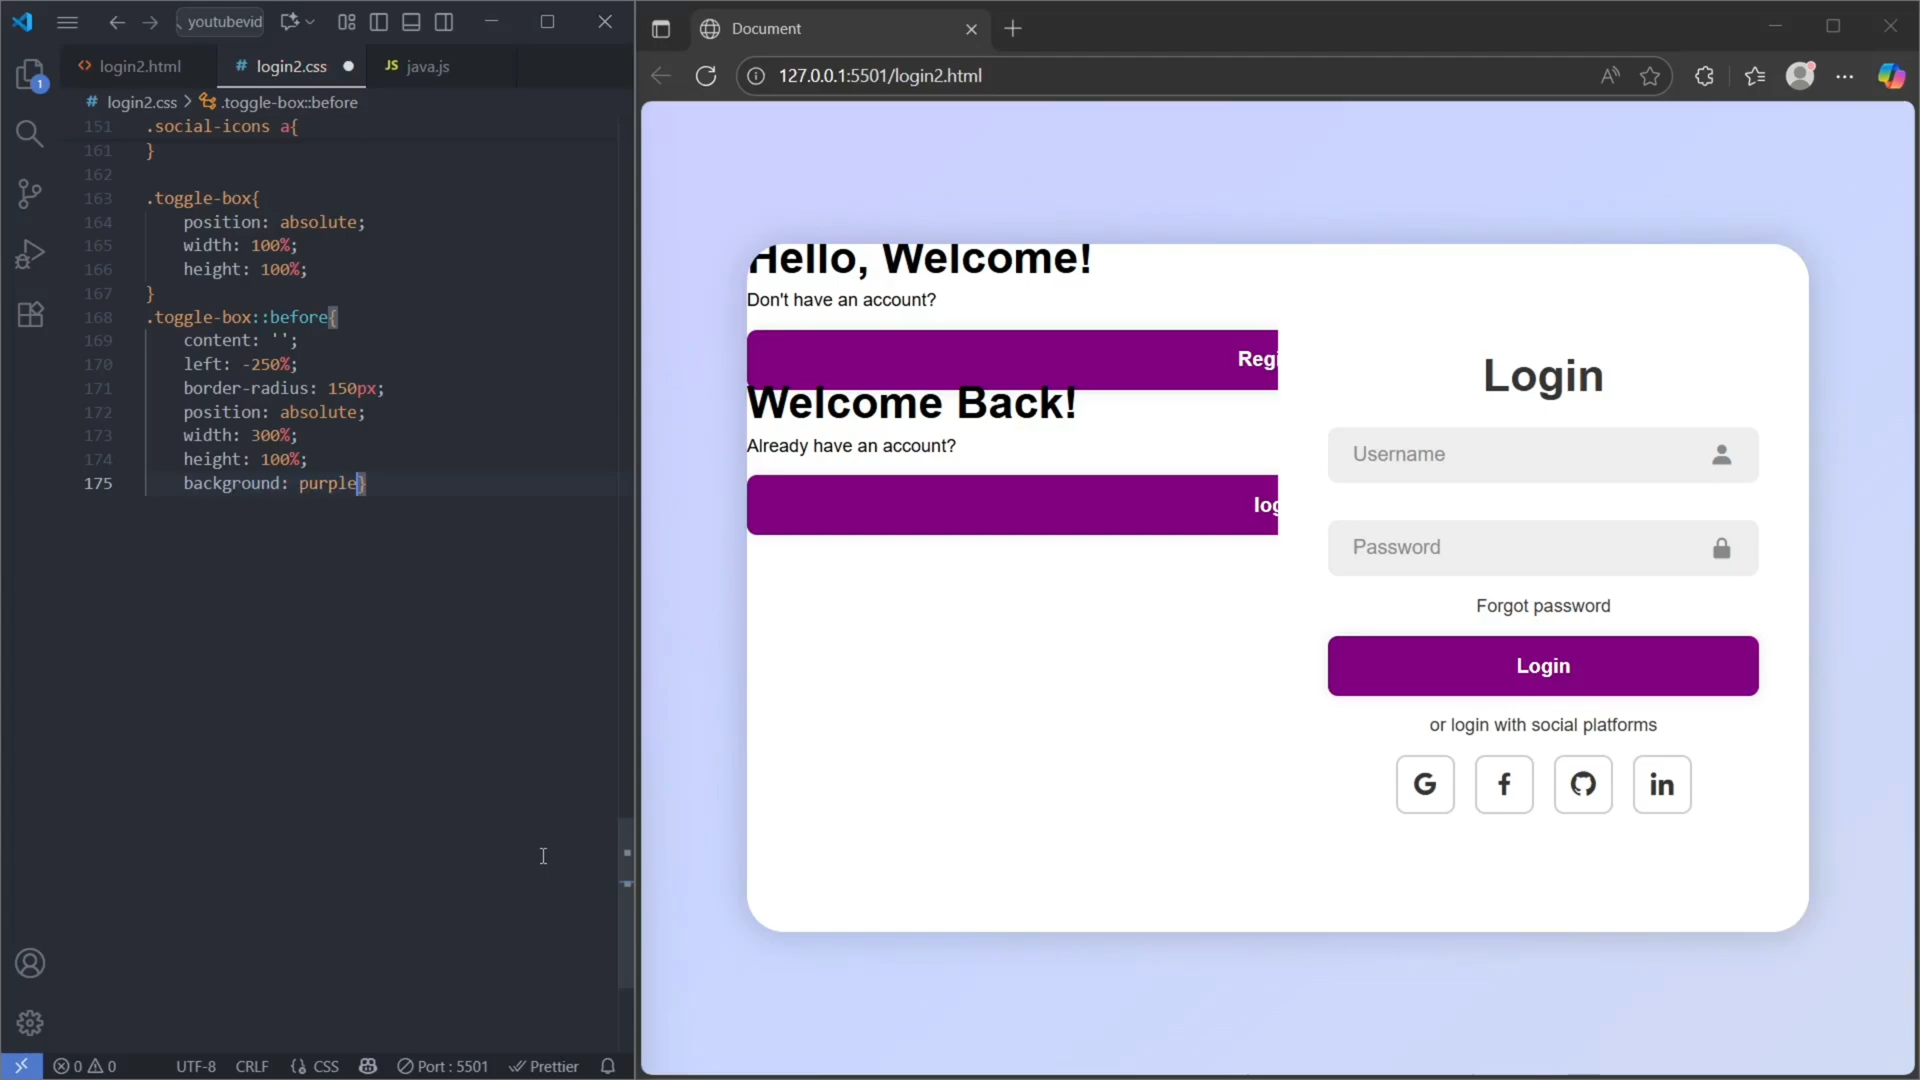 youtubevid
login2.html
# login2.css
JS java.js
1
# login2.css > .toggle-box::before
151 .social-icons a{
161 }
162
163 .toggle-box{
164 position: absolute;
165 width: 100%;
166 height: 100%;
167 }
168 .toggle-box::before{
169 content: '';
170 left: -250%;
171 border-radius: 150px;
172 position: absolute;
173 width: 300%;
174 height: 100%;
175 background: purple}
0 0
UTF-8
CRLF
{} CSS
Port : 5501
Prettier
Document
127.0.0.1:5501/login2.html
Hello, Welcome!
Don't have an account?
Regi
Welcome Back!
Already have an account?
log
Login
Username
Password
Forgot password
Login
or login with social platforms
G f in